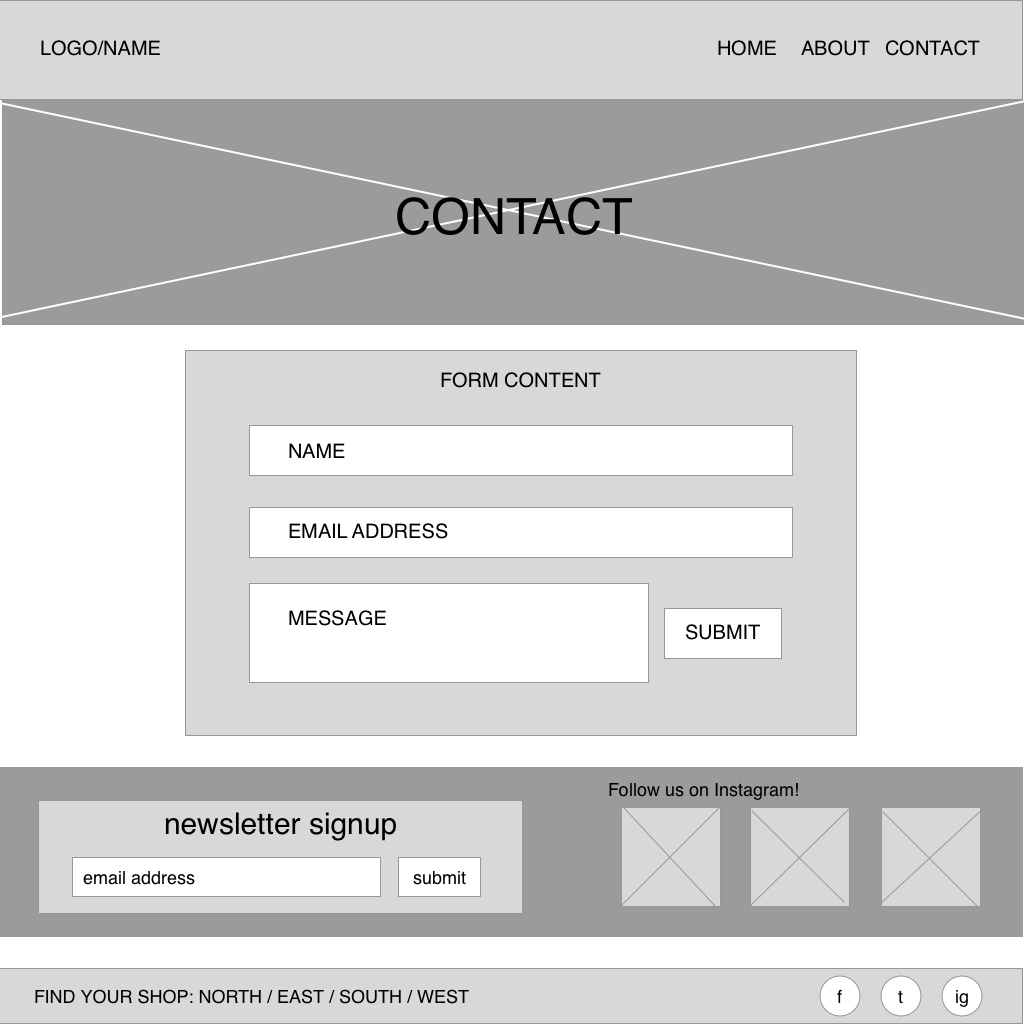 LOGO/NAME HOME ABOUT CONTACT
CONTACT
FORM CONTENT
NAME
EMAIL ADDRESS
MESSAGE
SUBMIT
newsletter signup
email address submit
Follow us on Instagram!
FIND YOUR SHOP: NORTH / EAST / SOUTH / WEST f t ig